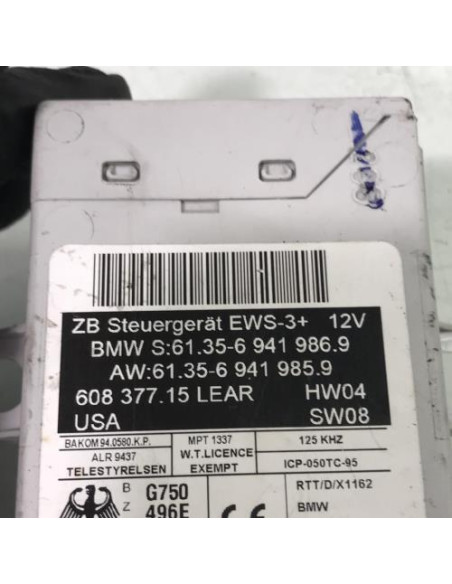 ZB Steuergerät EWS-3+ 12V
BMW S:61.35-6 941 986.9
AW:61.35-6 941 985.9
608 377.15 LEAR HW04
USA SW08
BAKOM 94.0580.K.P. MPT 1337 125 KHZ
ALR 9437 W.T.LICENCE
TELESTYRELSEN EXEMPT ICP-050TC-95
B G750 RTT/D/X1162
Z 496E CE BMW